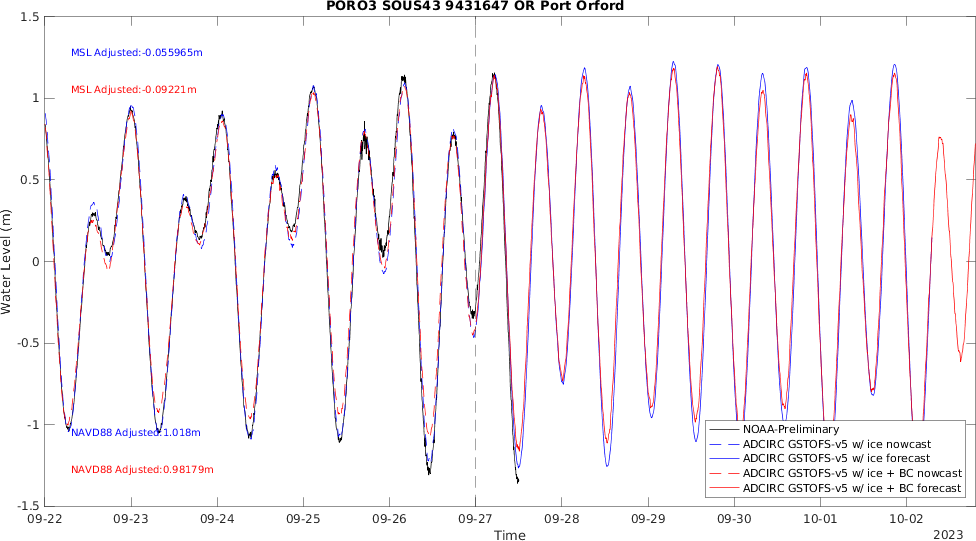 PORO3 SOUS43 9431647 OR Port Orford
1.5
MSL Adjusted:-0.055965m
MSL Adjusted:-0.09221m
1
0.5
0
-0.5
-1
-1.5
Water Level (m)
NAVD88 Adjusted:1.018m
NAVD88 Adjusted:0.98179m
NOAA-Preliminary
ADCIRC GSTOFS-v5 w/ ice nowcast
ADCIRC GSTOFS-v5 w/ ice forecast
ADCIRC GSTOFS-v5 w/ ice + BC nowcast
ADCIRC GSTOFS-v5 w/ ice + BC forecast
09-22 09-23 09-24 09-25 09-26 09-27 09-28 09-29 09-30 10-01 10-02
Time
2023